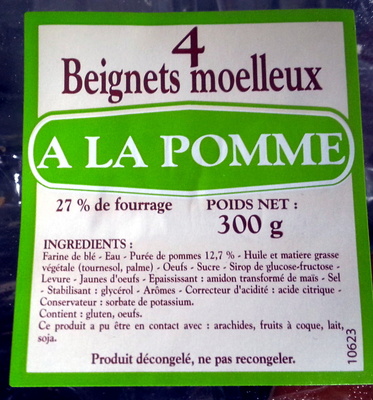 4
Beignets moelleux
A LA POMME
27 % de fourrage
POIDS NET :
300 g
INGREDIENTS :
Farine de blé - Eau - Purée de pommes 12,7 % - Huile et matiere grasse
végétale (tournesol, palme) - Oeufs - Sucre - Sirop de glucose-fructose -
Levure - Jaunes d'oeufs - Epaississant : amidon transformé de maïs - Sel
- Stabilisant : glycérol - Arômes - Correcteur d'acidité : acide citrique -
Conservateur : sorbate de potassium.
Contient : gluten, oeufs.
Ce produit a pu être en contact avec : arachides, fruits à coque, lait,
soja.
Produit décongelé, ne pas recongeler.
10623